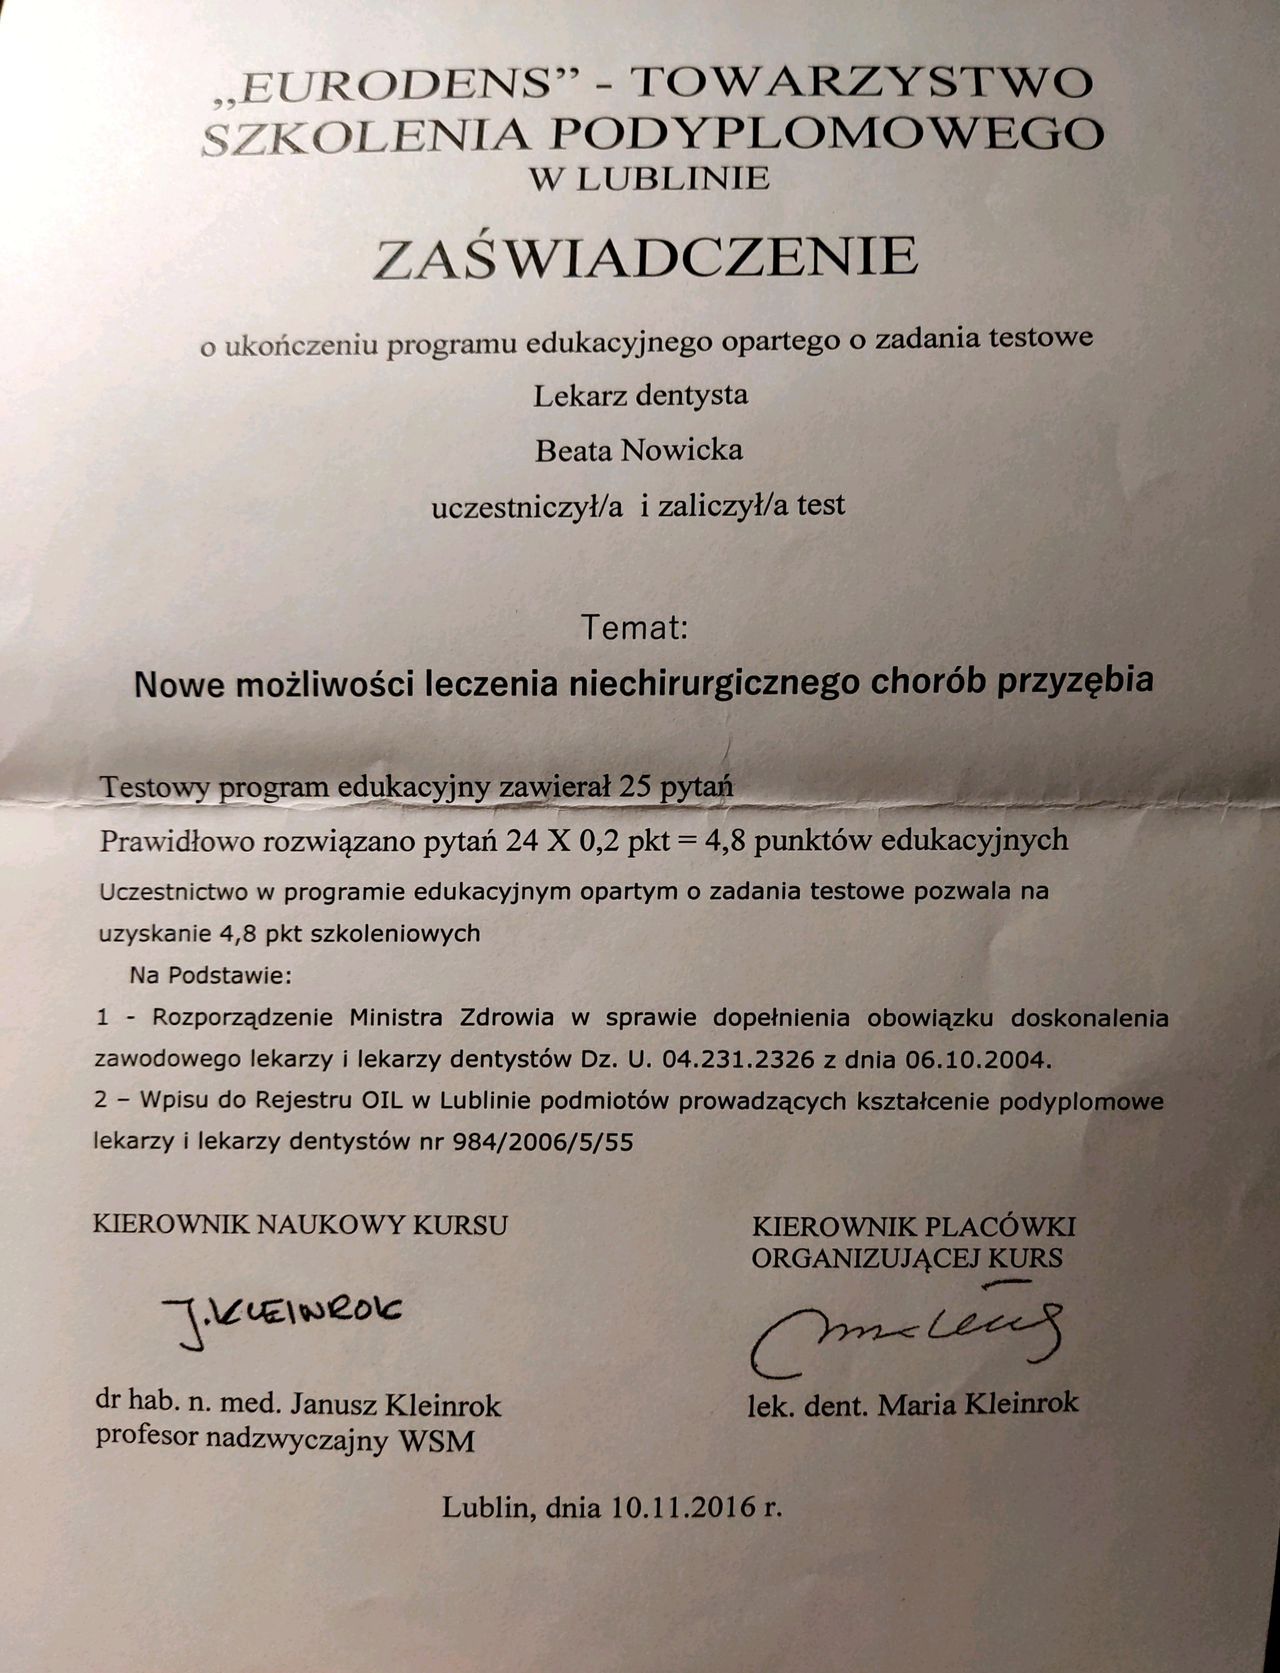 „EURODENS” - TOWARZYSTWO
SZKOLENIA PODYPLOMOWEGO
W LUBLINIE
ZAŚWIADCZENIE
o ukończeniu programu edukacyjnego opartego o zadania testowe
Lekarz dentysta
Beata Nowicka
uczestniczył/a i zaliczył/a test
Temat:
Nowe możliwości leczenia niechirurgicznego chorób przyzębia
Testowy program edukacyjny zawierał 25 pytań
Prawidłowo rozwiązano pytań 24 X 0,2 pkt = 4,8 punktów edukacyjnych
Uczestnictwo w programie edukacyjnym opartym o zadania testowe pozwala na
uzyskanie 4,8 pkt szkoleniowych
Na Podstawie:
1 - Rozporządzenie Ministra Zdrowia w sprawie dopełnienia obowiązku doskonalenia
zawodowego lekarzy i lekarzy dentystów Dz. U. 04.231.2326 z dnia 06.10.2004.
2 – Wpisu do Rejestru OIL w Lublinie podmiotów prowadzących kształcenie podyplomowe
lekarzy i lekarzy dentystów nr 984/2006/5/55
KIEROWNIK NAUKOWY KURSU
J. KLEINROK
dr hab. n. med. Janusz Kleinrok
profesor nadzwyczajny WSM
KIEROWNIK PLACÓWKI
ORGANIZUJĄCEJ KURS
lek. dent. Maria Kleinrok
Lublin, dnia 10.11.2016 r.